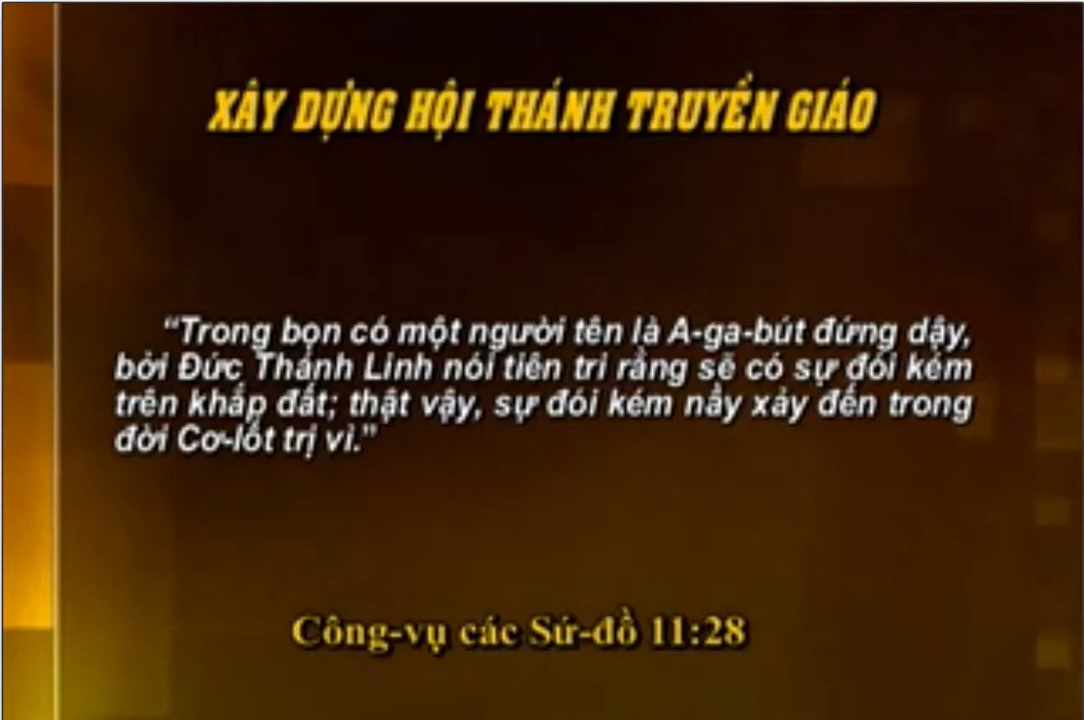 XÂY DỰNG HỘI THÁNH TRUYỀN GIÁO
“Trong bọn có một người tên là A-ga-bút đứng dậy,
bởi Đức Thánh Linh nói tiên tri rằng sẽ có sự đói kém
trên khắp đất; thật vậy, sự đói kém nầy xảy đến trong
đời Cơ-lốt trị vì.”
Công-vụ các Sứ-đồ 11:28